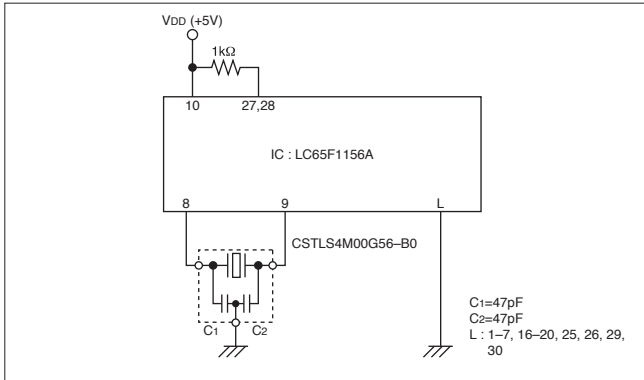 VDD (+5V)
1kΩ
10
27,28
IC : LC65F1156A
8
9
L
CSTLS4M00G56–B0
C1
C2
C1=47pF
C2=47pF
L : 1–7, 16–20, 25, 26, 29,
30